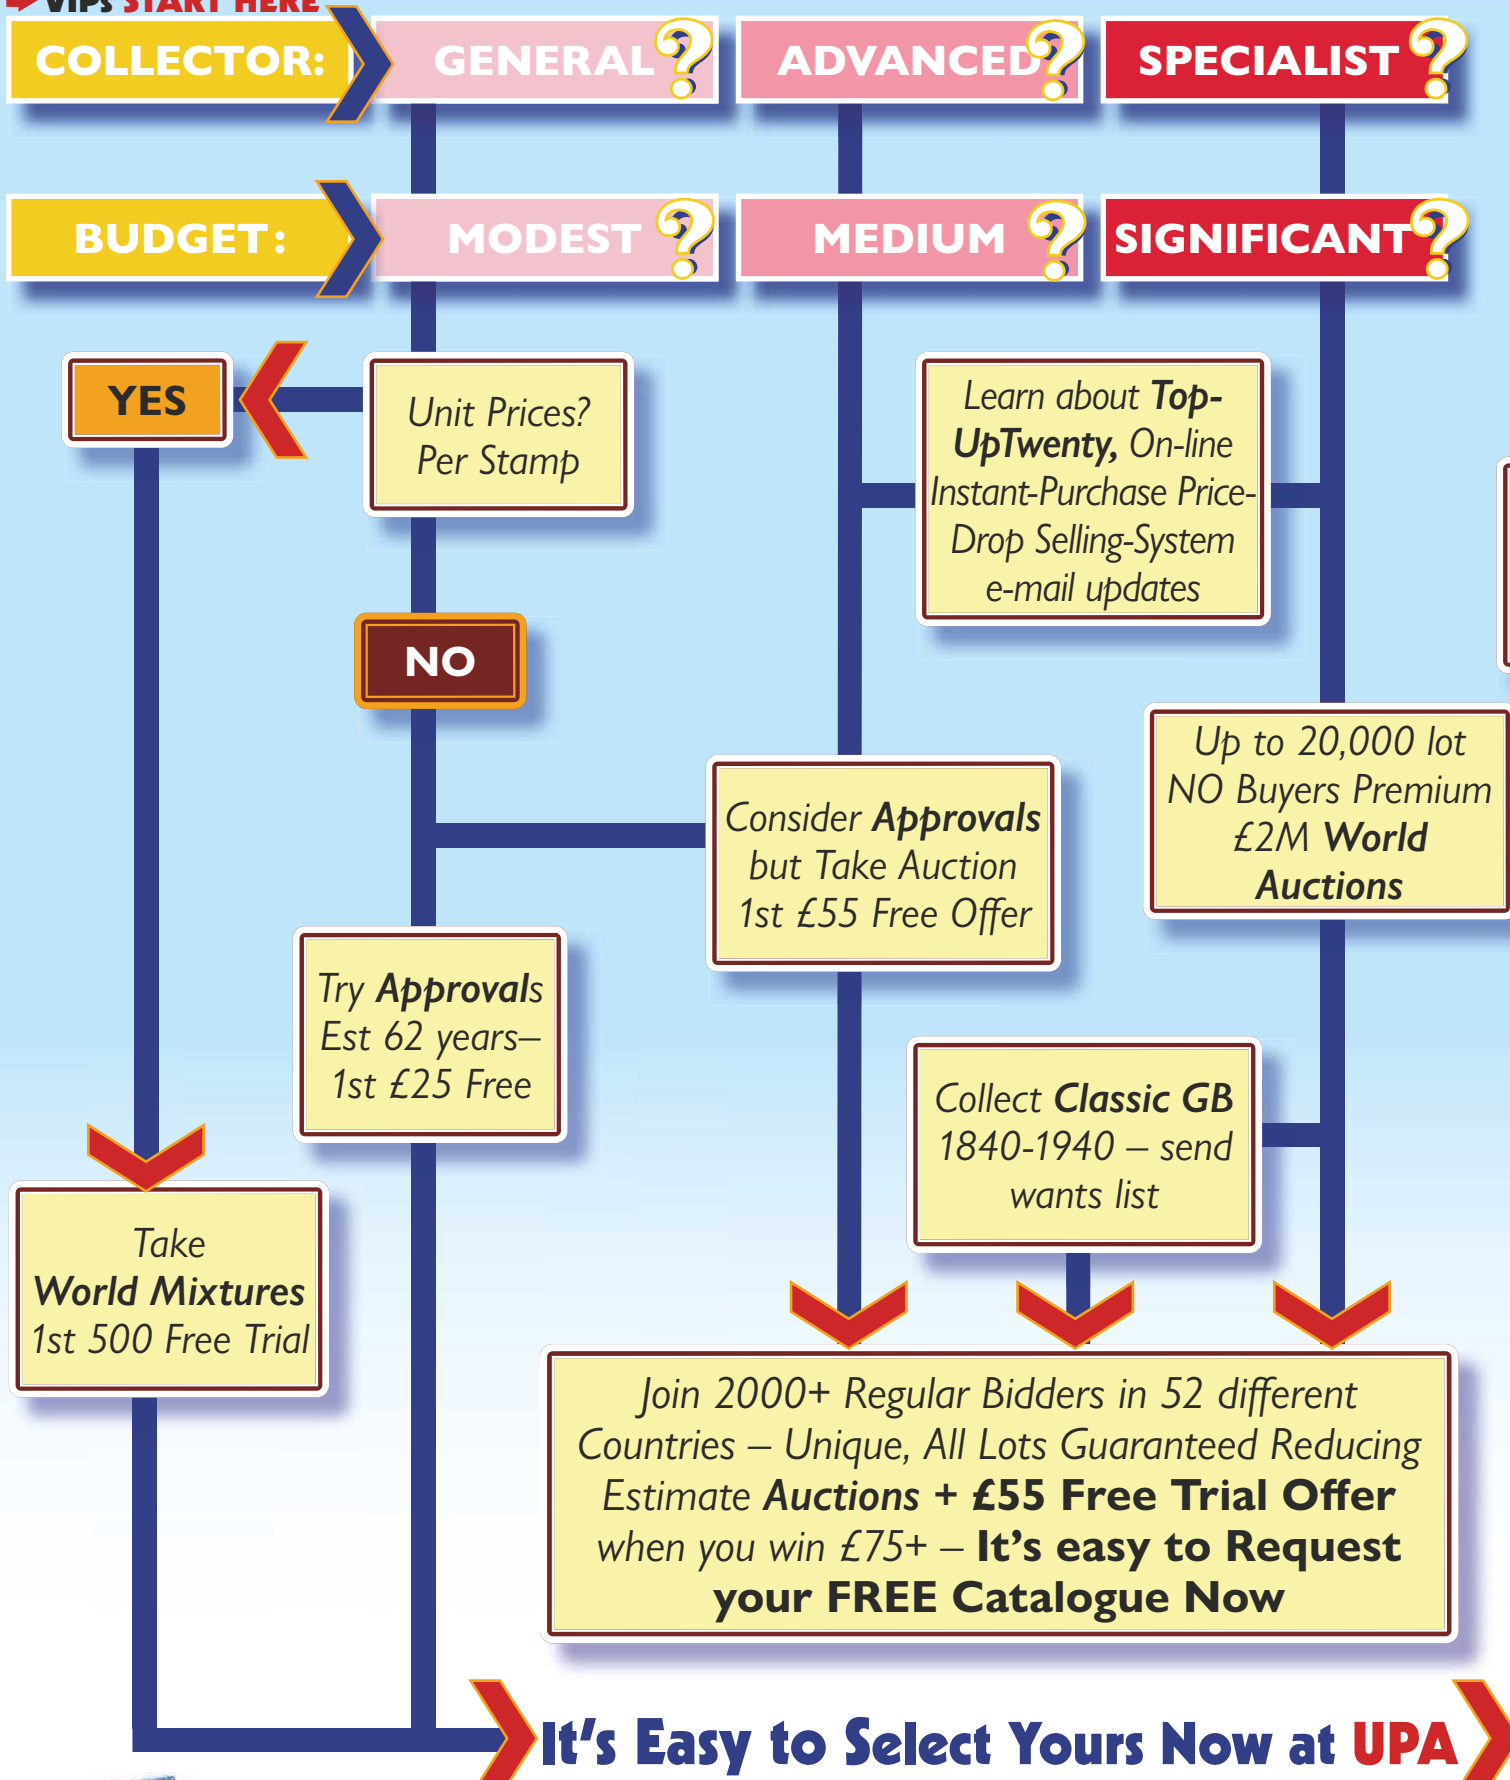 VIPs START HERE
COLLECTOR:
GENERAL?
ADVANCED?
SPECIALIST?
BUDGET:
MODEST?
MEDIUM?
SIGNIFICANT?
YES
Unit Prices?
Per Stamp
Learn about Top-
UpTwenty, On-line
Instant-Purchase Price-
Drop Selling-System
e-mail updates
NO
Up to 20,000 lot
NO Buyers Premium
£2M World
Auctions
Consider Approvals
but Take Auction
1st £55 Free Offer
Try Approvals
Est 62 years–
1st £25 Free
Collect Classic GB
1840-1940 – send
wants list
Take
World Mixtures
1st 500 Free Trial
Join 2000+ Regular Bidders in 52 different
Countries – Unique, All Lots Guaranteed Reducing
Estimate Auctions + £55 Free Trial Offer
when you win £75+ – It's easy to Request
your FREE Catalogue Now
It's Easy to Select Yours Now at UPA